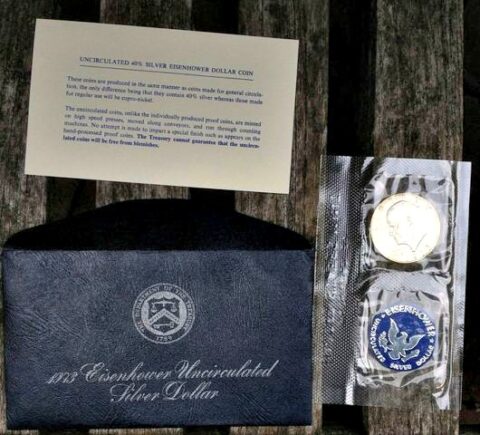 UNCIRCULATED 40% SILVER EISENHOWER DOLLAR COIN
These coins are produced in the same manner as coins made for general circula-
tion, the only difference being that they contain 40% silver whereas those made
for regular use will be cupro-nickel.
The uncirculated coins, unlike the individually produced proof coins, are minted
on high speed presses, moved along conveyors, and run through counting
machines. No attempt is made to impart a special finish such as appears on the
hand-processed proof coins. The Treasury cannot guarantee that the uncircu-
lated coins will be free from blemishes.
THE DEPARTMENT OF THE TREASURY
1789
1973 Eisenhower Uncirculated
Silver Dollar
EISENHOWER
UNCIRCULATED SILVER DOLLAR